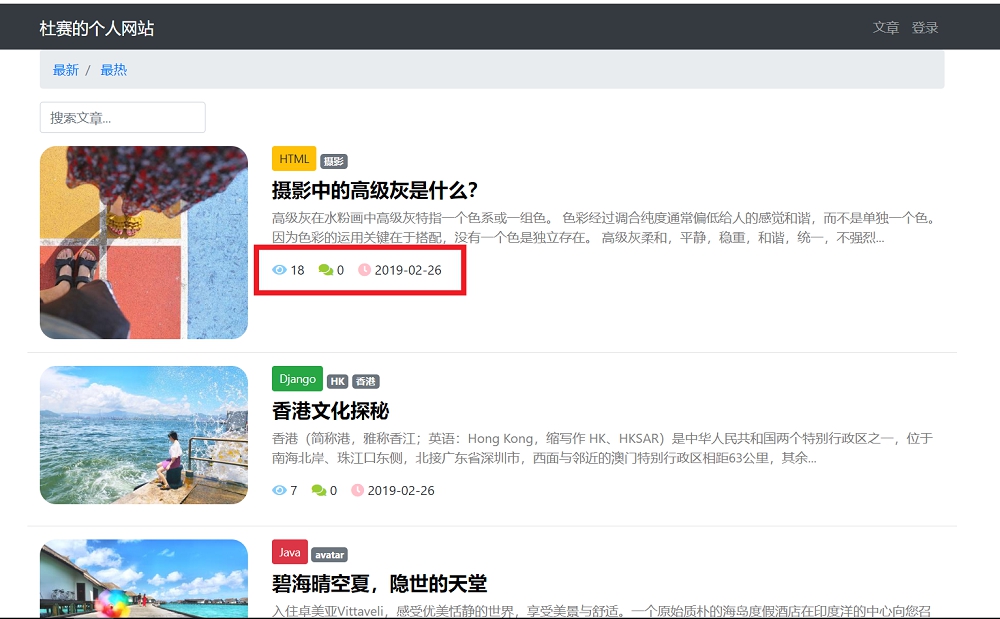 杜赛的个人网站 文章 登录
最新 / 最热
搜索文章...
HTML 摄影
摄影中的高级灰是什么？
高级灰在水粉画中高级灰特指一个色系或一组色。 色彩经过调合纯度通常偏低给人的感觉和谐，而不是单独一个色。
因为色彩的运用关键在于搭配，没有一个色是独立存在。 高级灰柔和，平静，稳重，和谐，统一，不强烈...
18 0 2019-02-26
Django HK 香港
香港文化探秘
香港（简称港，雅称香江；英语：Hong Kong，缩写作 HK、HKSAR）是中华人民共和国两个特别行政区之一，位于
南海北岸、珠江口东侧，北接广东省深圳市，西面与邻近的澳门特别行政区相距63公里，其余...
7 0 2019-02-26
Java avatar
碧海晴空夏，隐世的天堂
入住卓美亚Vittaveli，感受优美恬静的世界，享受美景与舒适。一个原始质朴的海岛度假酒店在印度洋的中心向您召